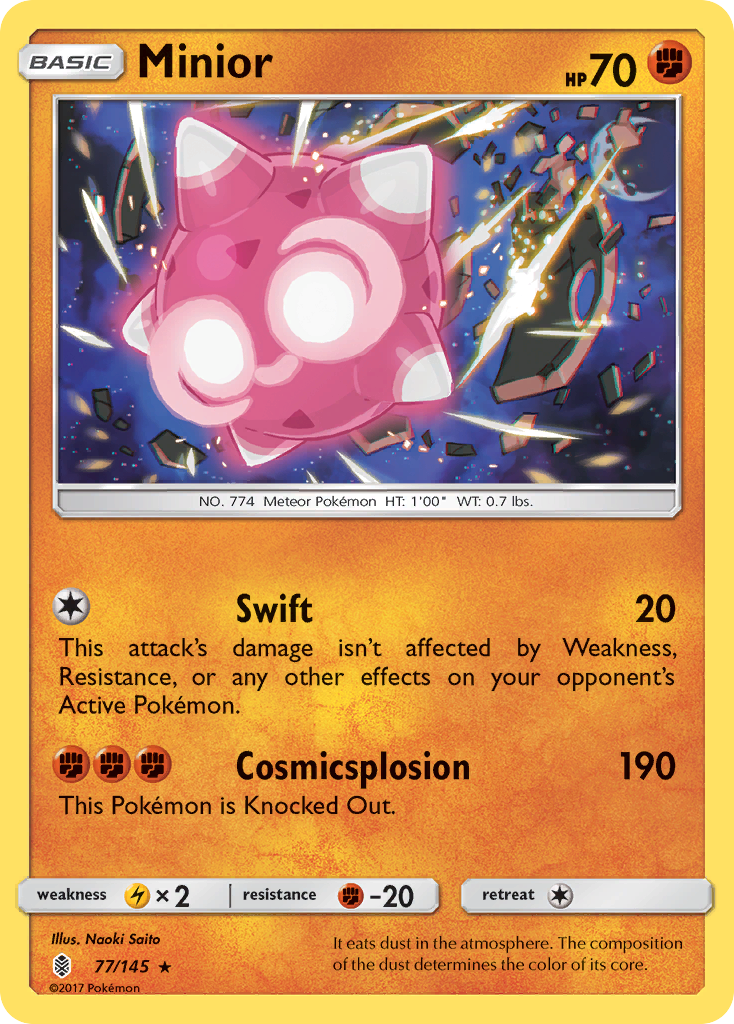 BASIC Minior HP 70
NO. 774 Meteor Pokémon HT: 1'00" WT: 0.7 lbs.
Swift 20
This attack's damage isn't affected by Weakness,
Resistance, or any other effects on your opponent's
Active Pokémon.
Cosmicsplosion 190
This Pokémon is Knocked Out.
weakness ×2 resistance -20 retreat
Illus. Naoki Saito
77/145 ★
©2017 Pokémon
It eats dust in the atmosphere. The composition
of the dust determines the color of its core.